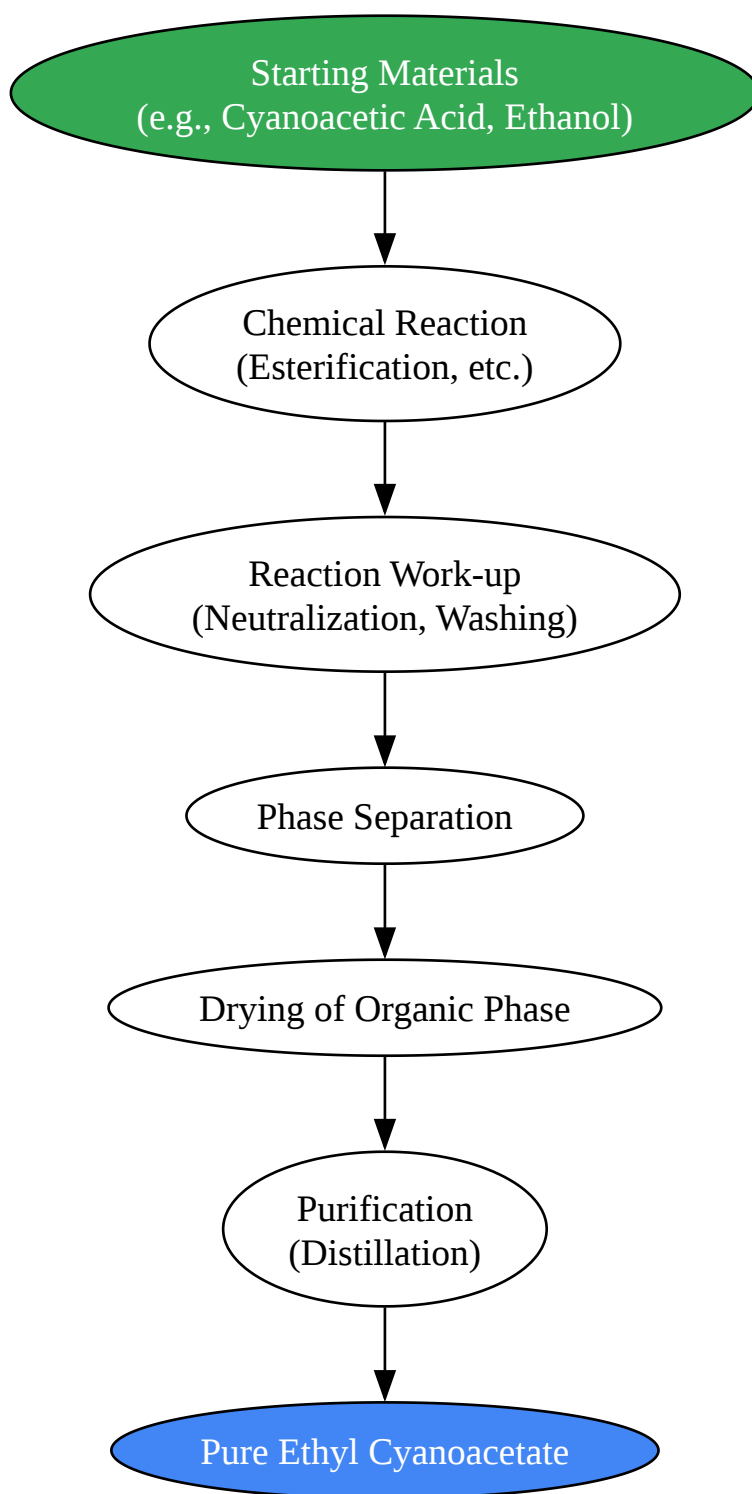 Starting Materials
(e.g., Cyanoacetic Acid, Ethanol)
Chemical Reaction
(Esterification, etc.)
Reaction Work-up
(Neutralization, Washing)
Phase Separation
Drying of Organic Phase
Purification
(Distillation)
Pure Ethyl Cyanoacetate